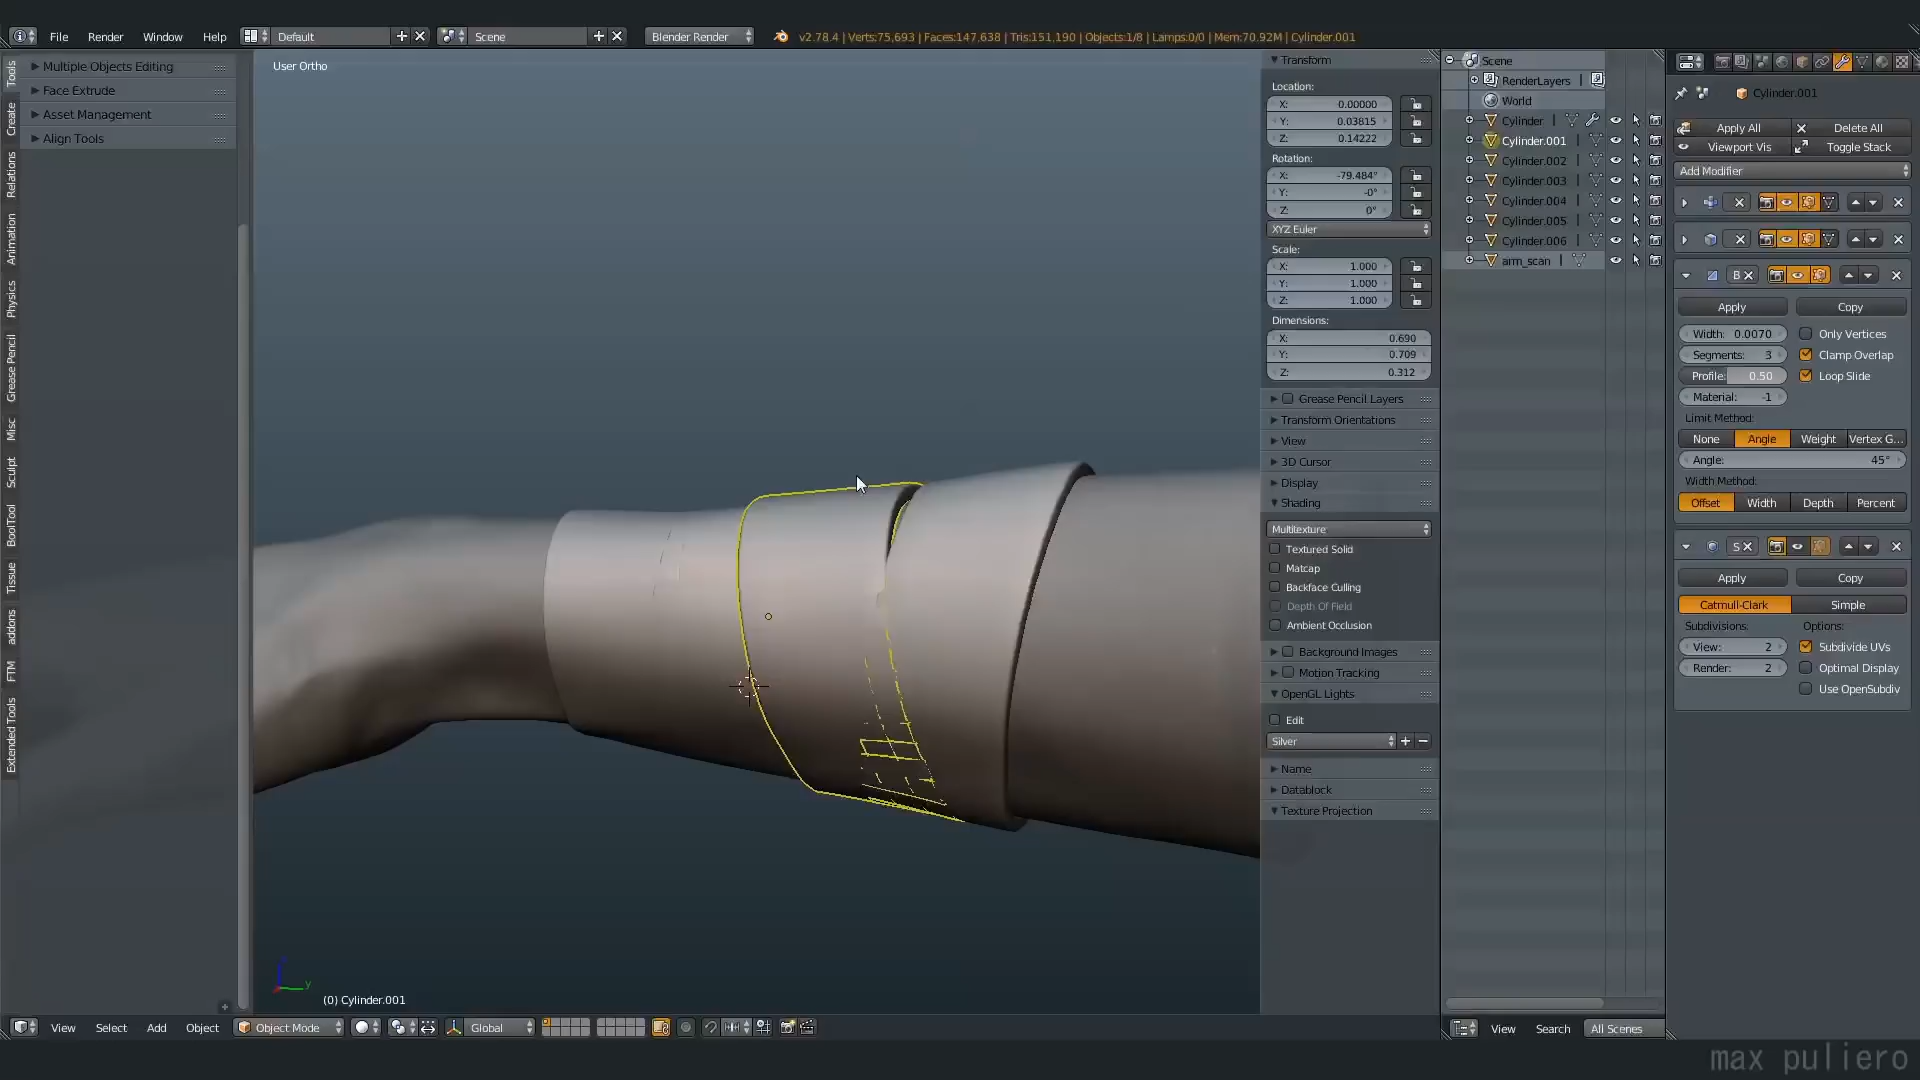 File Render Window Help Default Scene Blender Render v2.78.4 | Verts:75,693 | Faces:147,638 | Tris:151,190 | Objects:1/8 | Lamps:0/0 | Mem:70.92M | Cylinder.001
Tools
Create
Relations
Animation
Physics
Grease Pencil
Misc
Sculpt
BoolTool
Tissue
addons
FTM
Extended Tools
Multiple Objects Editing
Face Extrude
Asset Management
Align Tools
User Ortho
(0) Cylinder.001
View Select Add Object Object Mode Global
Transform
Location:
X: 0.00000
Y: 0.03815
Z: 0.14222
Rotation:
X: -79.484°
Y: -0°
Z: 0°
XYZ Euler
Scale:
X: 1.000
Y: 1.000
Z: 1.000
Dimensions:
X: 0.690
Y: 0.709
Z: 0.312
Grease Pencil Layers
Transform Orientations
View
3D Cursor
Display
Shading
Multitexture
Textured Solid
Matcap
Backface Culling
Depth Of Field
Ambient Occlusion
Background Images
Motion Tracking
OpenGL Lights
Edit
Silver
Name
Datablock
Texture Projection
Scene
RenderLayers |
World
Cylinder |
Cylinder.001 |
Cylinder.002 |
Cylinder.003 |
Cylinder.004 |
Cylinder.005 |
Cylinder.006 |
arm_scan |
View Search All Scenes
Cylinder.001
Apply All Delete All
Viewport Vis Toggle Stack
Add Modifier
B
Apply Copy
Width: 0.0070 Only Vertices
Segments: 3 Clamp Overlap
Profile: 0.50 Loop Slide
Material: -1
Limit Method:
None Angle Weight Vertex G...
Angle: 45°
Width Method:
Offset Width Depth Percent
S
Apply Copy
Catmull-Clark Simple
Subdivisions: Options:
View: 2 Subdivide UVs
Render: 2 Optimal Display
Use OpenSubdiv
max puliero